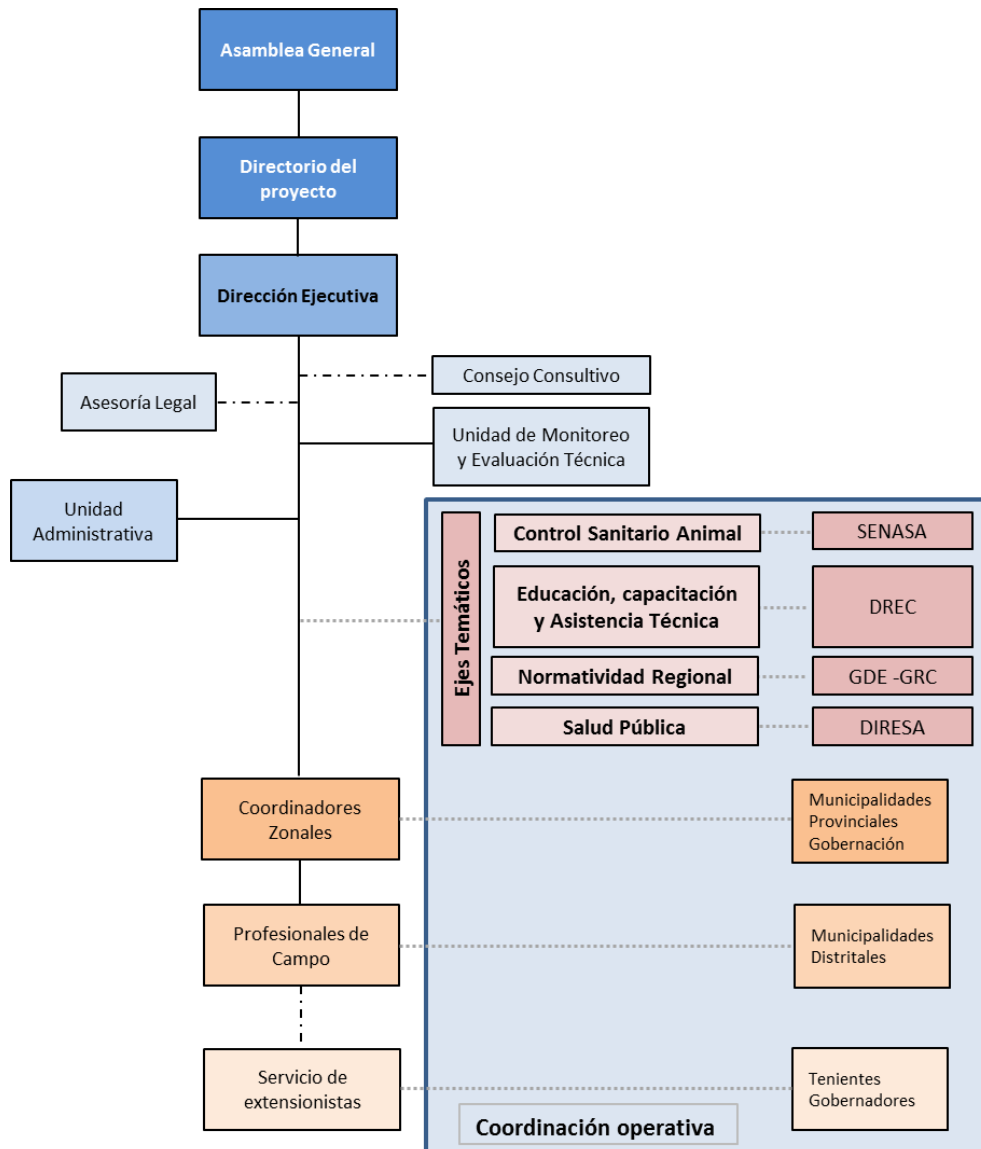 Asamblea General
Directorio del
proyecto
Dirección Ejecutiva
Consejo Consultivo
Asesoría Legal
Unidad de Monitoreo
y Evaluación Técnica
Unidad
Administrativa
Ejes Temáticos
Control Sanitario Animal
SENASA
Educación, capacitación
y Asistencia Técnica
DREC
Normatividad Regional
GDE -GRC
Salud Pública
DIRESA
Coordinadores
Zonales
Municipalidades
Provinciales
Gobernación
Profesionales de
Campo
Municipalidades
Distritales
Servicio de
extensionistas
Tenientes
Gobernadores
Coordinación operativa